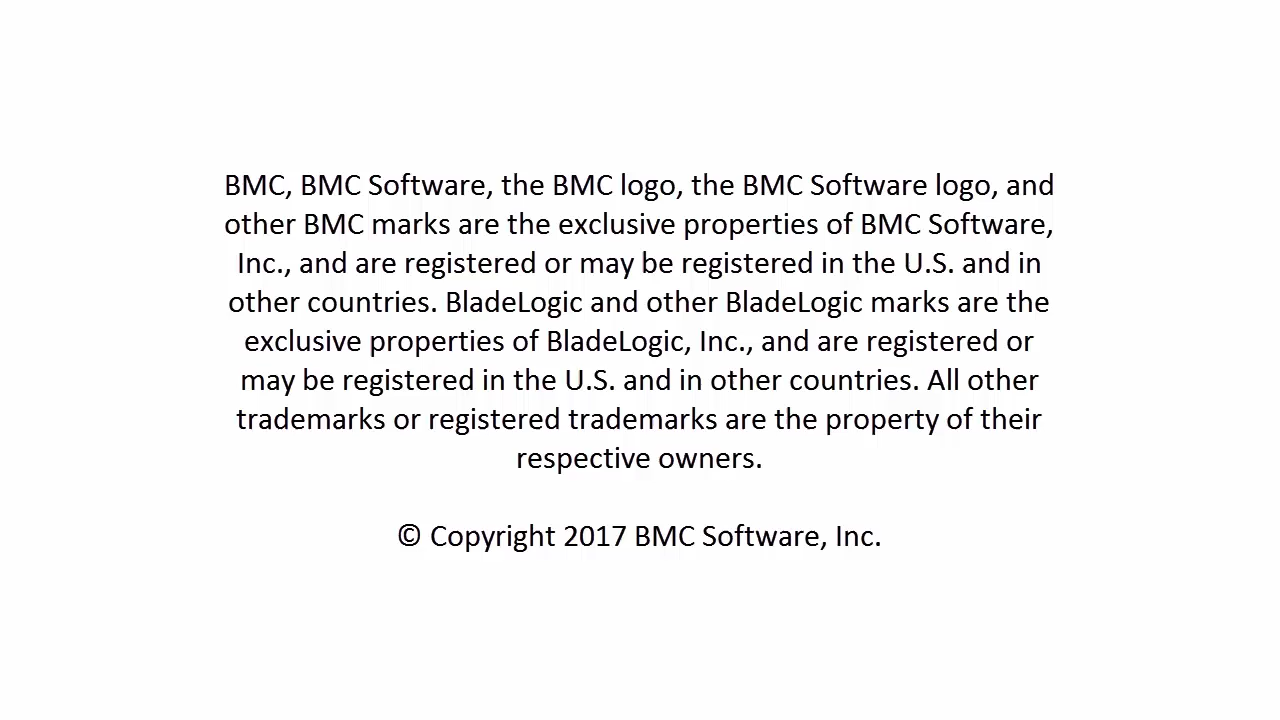 BMC, BMC Software, the BMC logo, the BMC Software logo, and
other BMC marks are the exclusive properties of BMC Software,
Inc., and are registered or may be registered in the U.S. and in
other countries. BladeLogic and other BladeLogic marks are the
exclusive properties of BladeLogic, Inc., and are registered or
may be registered in the U.S. and in other countries. All other
trademarks or registered trademarks are the property of their
respective owners.
© Copyright 2017 BMC Software, Inc.